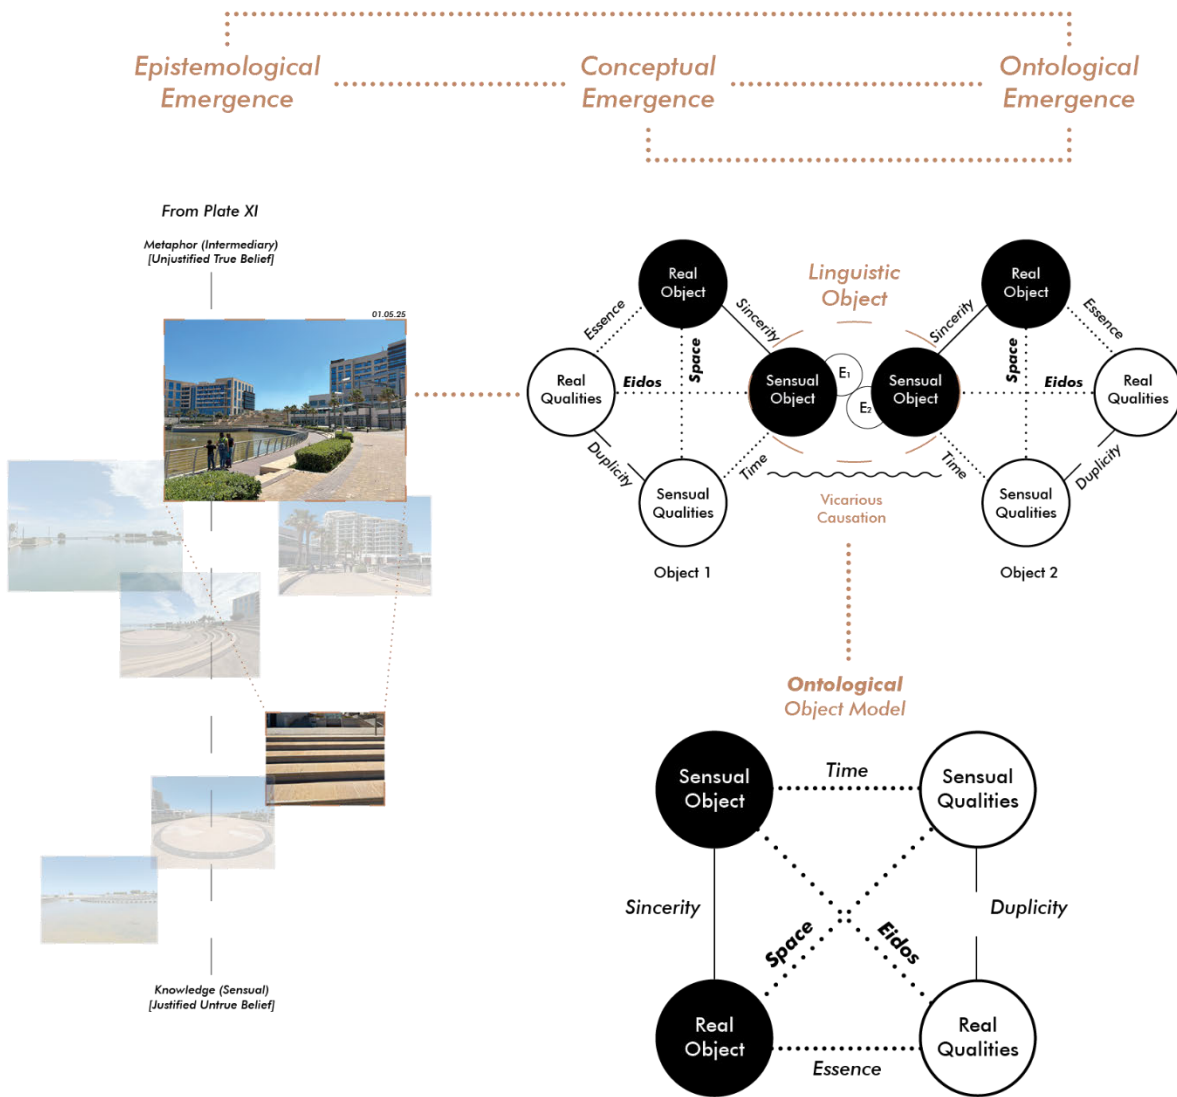 Epistemological
Emergence
Conceptual
Emergence
Ontological
Emergence
From Plate XI
Metaphor (Intermediary)
[Unjustified True Belief]
01.05.25
Knowledge (Sensual)
[Justified Untrue Belief]
Real
Object
Essence
Sincerity
Space
Real
Qualities
Eidos
Sensual
Object
Duplicity
Time
Sensual
Qualities
Object 1
Linguistic
Object
E1
E2
Vicarious
Causation
Real
Object
Sincerity
Essence
Space
Sensual
Object
Eidos
Real
Qualities
Time
Duplicity
Sensual
Qualities
Object 2
Ontological
Object Model
Sensual
Object
Time
Sensual
Qualities
Sincerity
Duplicity
Space
Eidos
Real
Object
Essence
Real
Qualities